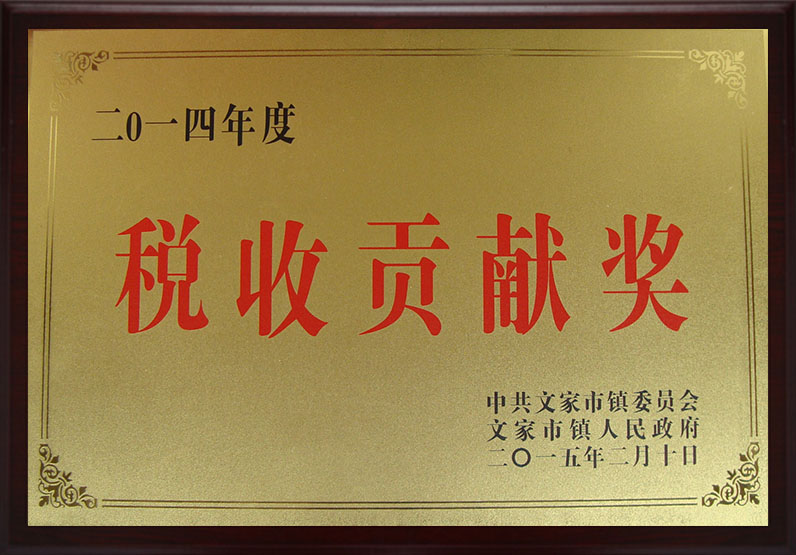 二0一四年度
税收贡献奖
中共文家市镇委员会
文家市镇人民政府
二〇一五年二月十日